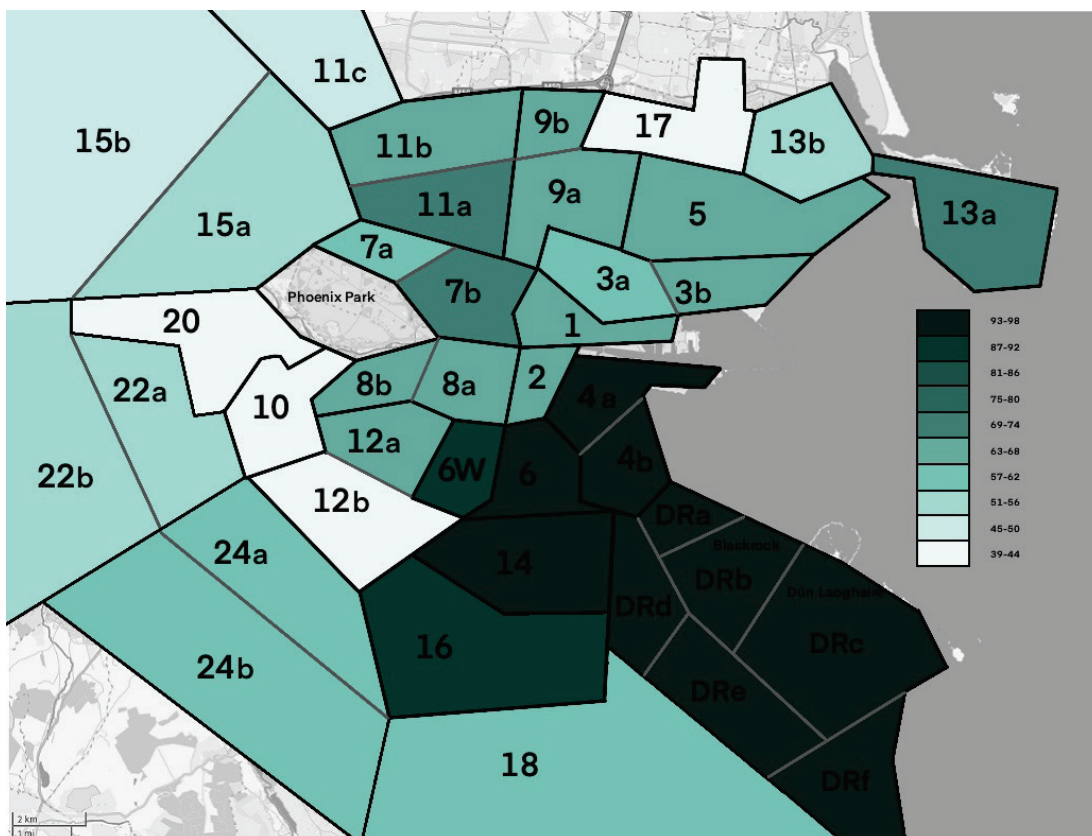 11c
15b
11b
9b
17
13b
11a
9a
5
13a
15a
7a
3a
3b
Phoenix Park
7b
1
20
93-98
87-92
81-86
75-80
69-74
63-68
57-62
51-56
45-50
39-44
22a
8b
8a
2
4a
10
12a
6W
6
4b
22b
12b
DRa
24a
Blackrock
14
DRb
Dún Laoghaire
DRd
DRc
16
24b
DRe
18
DRf
2 km
1 mi